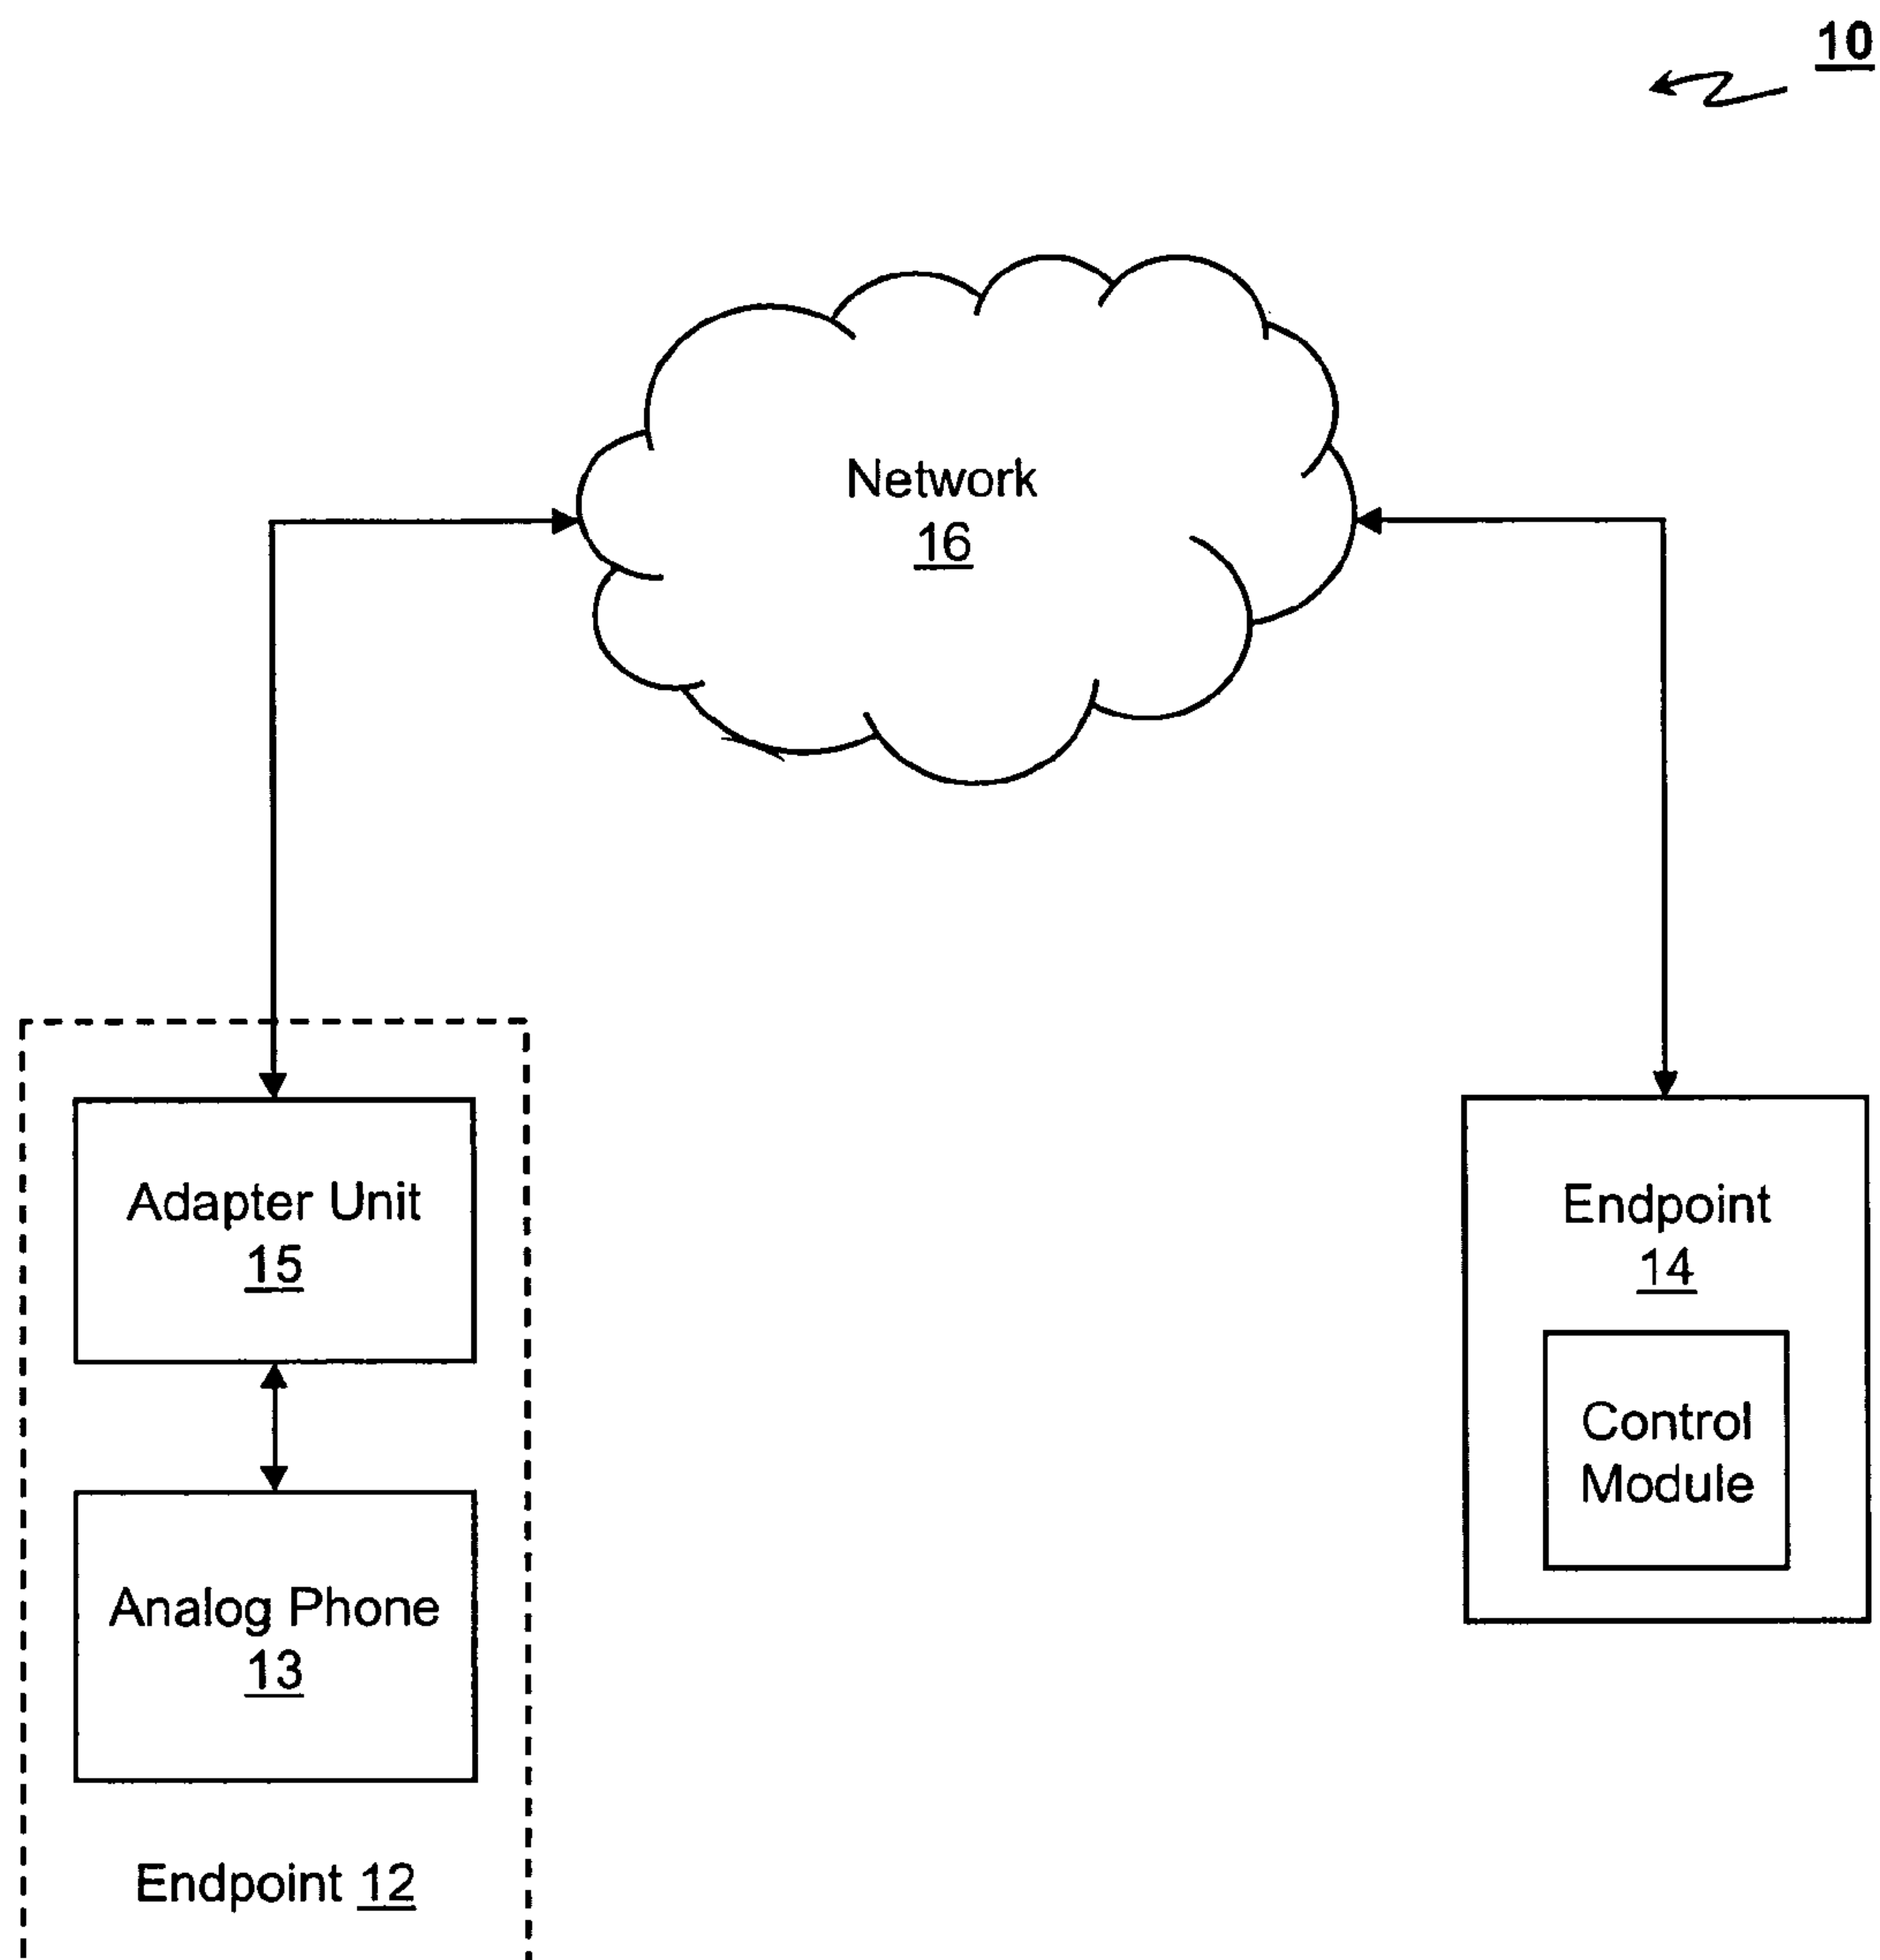 10
Network
16
Adapter Unit
15
Endpoint
14
Control
Module
Analog Phone
13
Endpoint 12